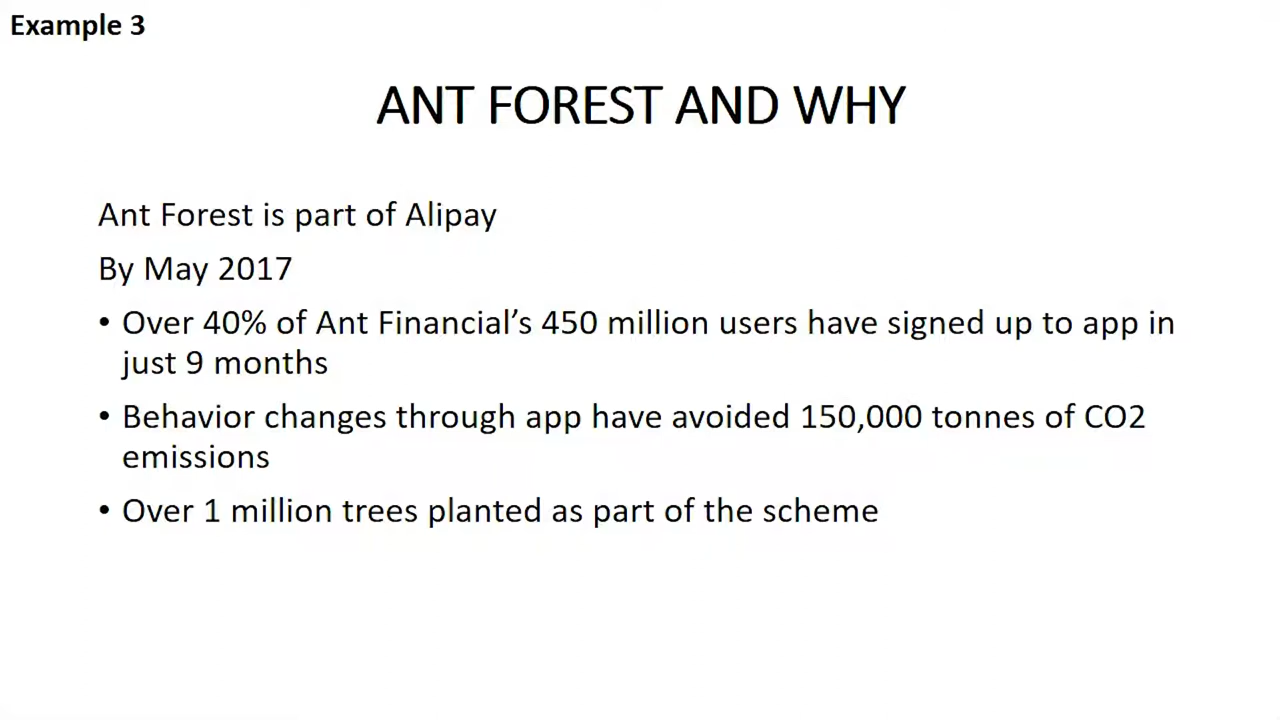 Example 3
ANT FOREST AND WHY
Ant Forest is part of Alipay
By May 2017
• Over 40% of Ant Financial’s 450 million users have signed up to app in
just 9 months
• Behavior changes through app have avoided 150,000 tonnes of CO2
emissions
• Over 1 million trees planted as part of the scheme